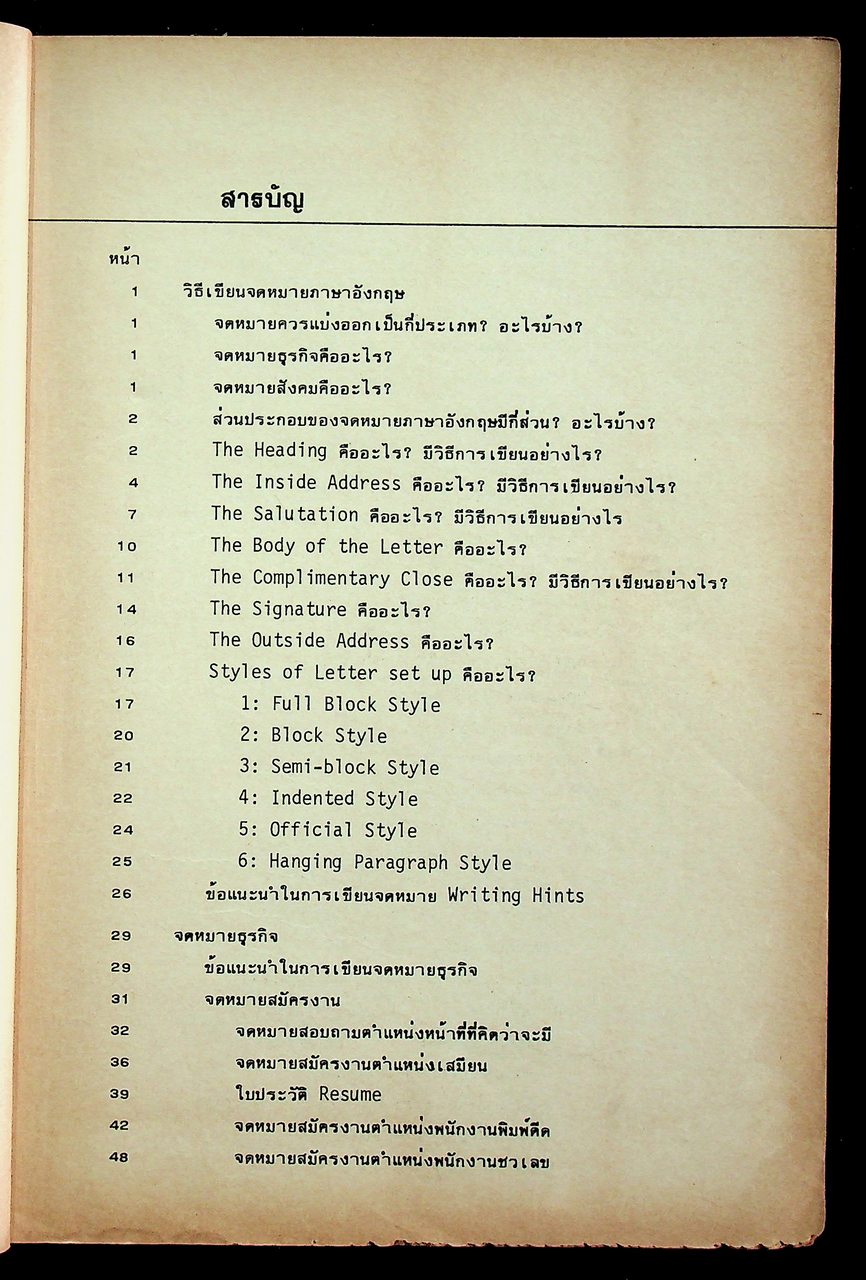 สารบัญ
หน้า
1 วิธีเขียนจดหมายภาษาอังกฤษ
1 จดหมายควรแบ่งออกเป็นกี่ประเภท? อะไรบ้าง?
1 จดหมายธุรกิจคืออะไร?
1 จดหมายสังคมคืออะไร?
2 ส่วนประกอบของจดหมายภาษาอังกฤษมีกี่ส่วน? อะไรบ้าง?
2 The Heading คืออะไร? มีวิธีการเขียนอย่างไร?
4 The Inside Address คืออะไร? มีวิธีการเขียนอย่างไร?
7 The Salutation คืออะไร? มีวิธีการเขียนอย่างไร
10 The Body of the Letter คืออะไร?
11 The Complimentary Close คืออะไร? มีวิธีการเขียนอย่างไร?
14 The Signature คืออะไร?
16 The Outside Address คืออะไร?
17 Styles of Letter set up คืออะไร?
17 1: Full Block Style
20 2: Block Style
21 3: Semi-block Style
22 4: Indented Style
24 5: Official Style
25 6: Hanging Paragraph Style
26 ข้อแนะนำในการเขียนจดหมาย Writing Hints
29 จดหมายธุรกิจ
29 ข้อแนะนำในการเขียนจดหมายธุรกิจ
31 จดหมายสมัครงาน
32 จดหมายสอบถามตำแหน่งหน้าที่ที่คิดว่าจะมี
36 จดหมายสมัครงานตำแหน่งเสมียน
39 ใบประวัติ Resume
42 จดหมายสมัครงานตำแหน่งพนักงานพิมพ์ดีด
48 จดหมายสมัครงานตำแหน่งพนักงานชวเลข